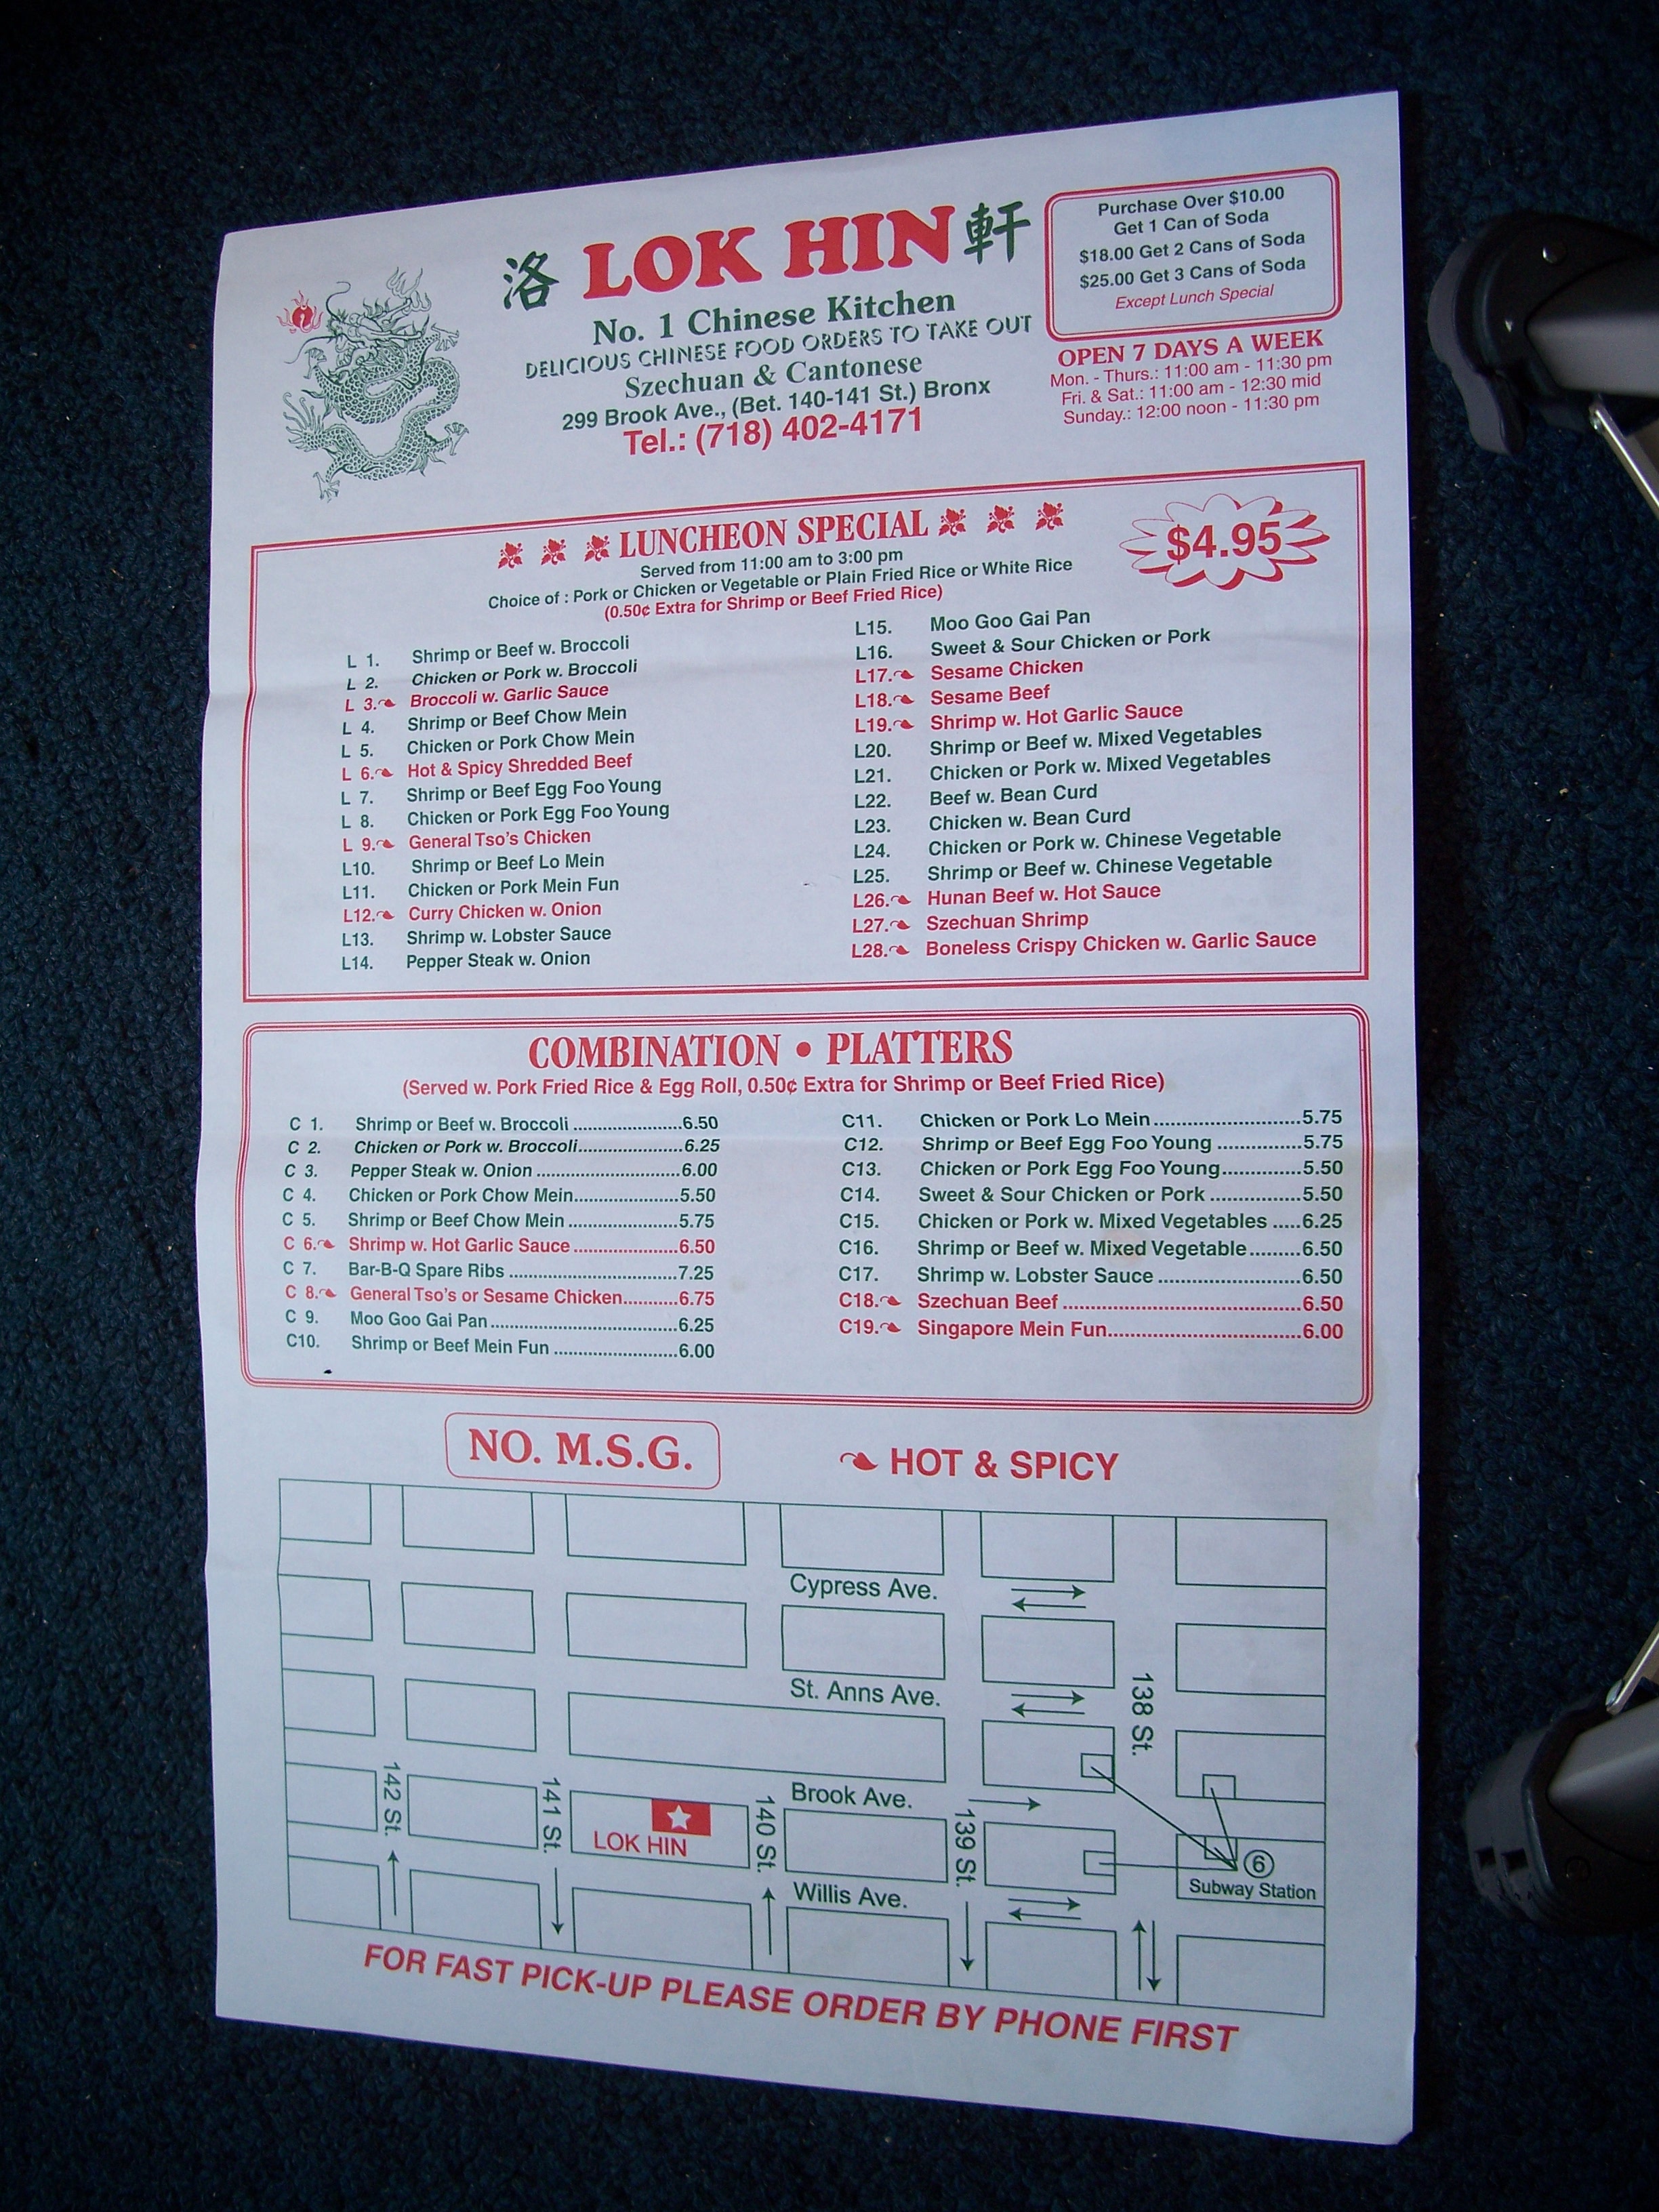 洛 LOK HIN 軒
No. 1 Chinese Kitchen
DELICIOUS CHINESE FOOD ORDERS TO TAKE OUT
Szechuan & Cantonese
299 Brook Ave., (Bet. 140-141 St.) Bronx
Tel.: (718) 402-4171
Purchase Over $10.00
Get 1 Can of Soda
$18.00 Get 2 Cans of Soda
$25.00 Get 3 Cans of Soda
Except Lunch Special
OPEN 7 DAYS A WEEK
Mon. - Thurs.: 11:00 am - 11:30 pm
Fri. & Sat.: 11:00 am - 12:30 mid
Sunday.: 12:00 noon - 11:30 pm
LUNCHEON SPECIAL
$4.95
Served from 11:00 am to 3:00 pm
Choice of : Pork or Chicken or Vegetable or Plain Fried Rice or White Rice
(0.50¢ Extra for Shrimp or Beef Fried Rice)
L 1. Shrimp or Beef w. Broccoli
L 2. Chicken or Pork w. Broccoli
L 3. Broccoli w. Garlic Sauce
L 4. Shrimp or Beef Chow Mein
L 5. Chicken or Pork Chow Mein
L 6. Hot & Spicy Shredded Beef
L 7. Shrimp or Beef Egg Foo Young
L 8. Chicken or Pork Egg Foo Young
L 9. General Tso's Chicken
L10. Shrimp or Beef Lo Mein
L11. Chicken or Pork Mein Fun
L12. Curry Chicken w. Onion
L13. Shrimp w. Lobster Sauce
L14. Pepper Steak w. Onion
L15. Moo Goo Gai Pan
L16. Sweet & Sour Chicken or Pork
L17. Sesame Chicken
L18. Sesame Beef
L19. Shrimp w. Hot Garlic Sauce
L20. Shrimp or Beef w. Mixed Vegetables
L21. Chicken or Pork w. Mixed Vegetables
L22. Beef w. Bean Curd
L23. Chicken w. Bean Curd
L24. Chicken or Pork w. Chinese Vegetable
L25. Shrimp or Beef w. Chinese Vegetable
L26. Hunan Beef w. Hot Sauce
L27. Szechuan Shrimp
L28. Boneless Crispy Chicken w. Garlic Sauce
COMBINATION • PLATTERS
(Served w. Pork Fried Rice & Egg Roll, 0.50¢ Extra for Shrimp or Beef Fried Rice)
C 1. Shrimp or Beef w. Broccoli ....................6.50
C 2. Chicken or Pork w. Broccoli....................6.25
C 3. Pepper Steak w. Onion ....................6.00
C 4. Chicken or Pork Chow Mein....................5.50
C 5. Shrimp or Beef Chow Mein ....................5.75
C 6. Shrimp w. Hot Garlic Sauce ....................6.50
C 7. Bar-B-Q Spare Ribs ....................7.25
C 8. General Tso's or Sesame Chicken...........6.75
C 9. Moo Goo Gai Pan ....................6.25
C10. Shrimp or Beef Mein Fun ....................6.00
C11. Chicken or Pork Lo Mein....................5.75
C12. Shrimp or Beef Egg Foo Young ...............5.75
C13. Chicken or Pork Egg Foo Young..............5.50
C14. Sweet & Sour Chicken or Pork ................5.50
C15. Chicken or Pork w. Mixed Vegetables .....6.25
C16. Shrimp or Beef w. Mixed Vegetable.........6.50
C17. Shrimp w. Lobster Sauce ....................6.50
C18. Szechuan Beef ....................6.50
C19. Singapore Mein Fun....................6.00
NO. M.S.G.
HOT & SPICY
Cypress Ave.
St. Anns Ave.
138 St.
Brook Ave.
142 St.
141 St.
LOK HIN
140 St.
139 St.
6
Subway Station
Willis Ave.
FOR FAST PICK-UP PLEASE ORDER BY PHONE FIRST